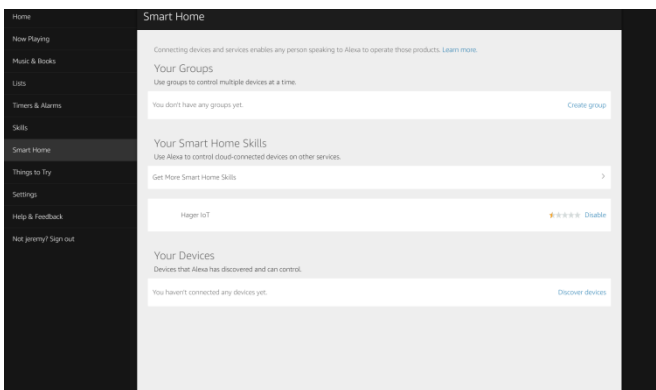 Home
Smart Home
Now Playing
Music & Books
Lists
Timers & Alarms
Skills
Smart Home
Things to Try
Settings
Help & Feedback
Not jeremy? Sign out
Connecting devices and services enables any person speaking to Alexa to operate those products. Learn more.
Your Groups
Use groups to control multiple devices at a time.
You don't have any groups yet.
Create group
Your Smart Home Skills
Use Alexa to control cloud-connected devices on other services.
Get More Smart Home Skills
Hager IoT
Disable
Your Devices
Devices that Alexa has discovered and can control.
You haven't connected any devices yet.
Discover devices